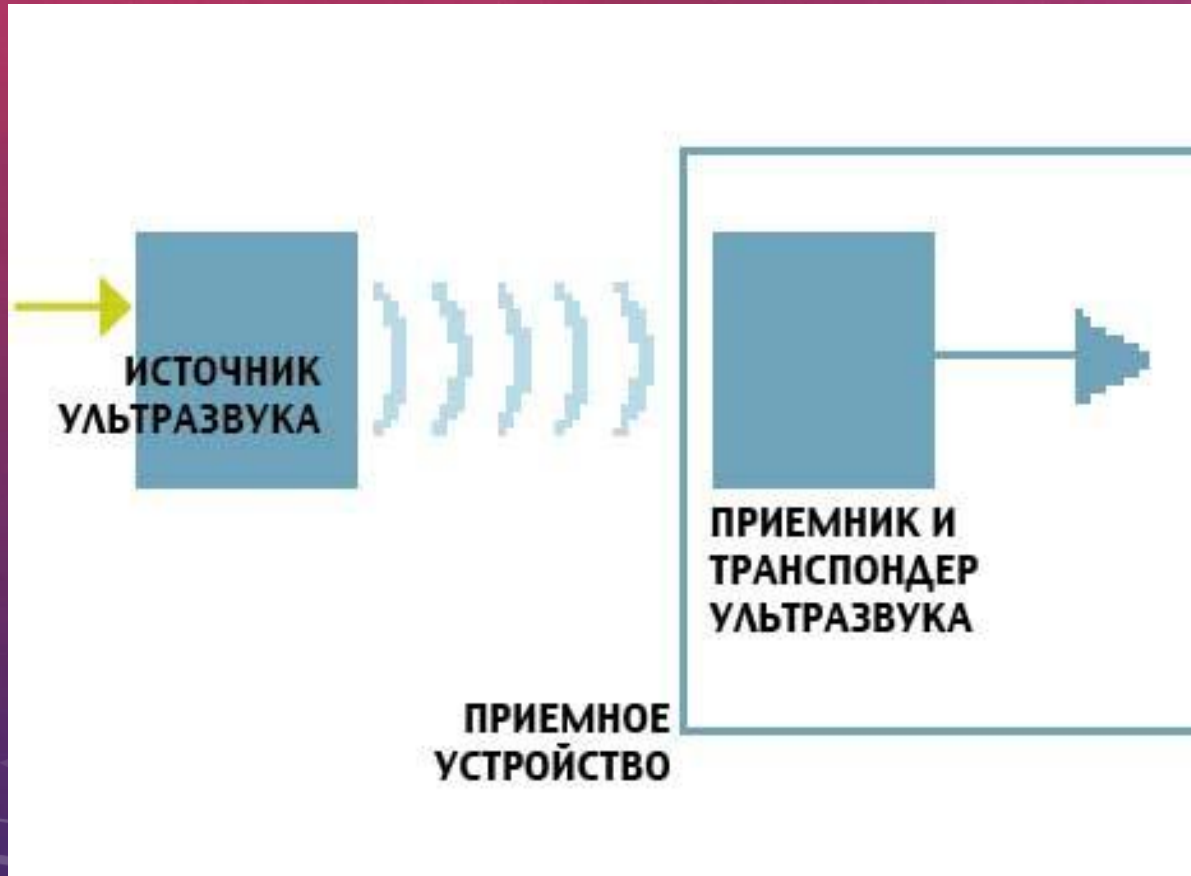 ИСТОЧНИК
УЛЬТРАЗВУКА
ПРИЕМНИК И
ТРАНСПОНДЕР
УЛЬТРАЗВУКА
ПРИЕМНОЕ
УСТРОЙСТВО